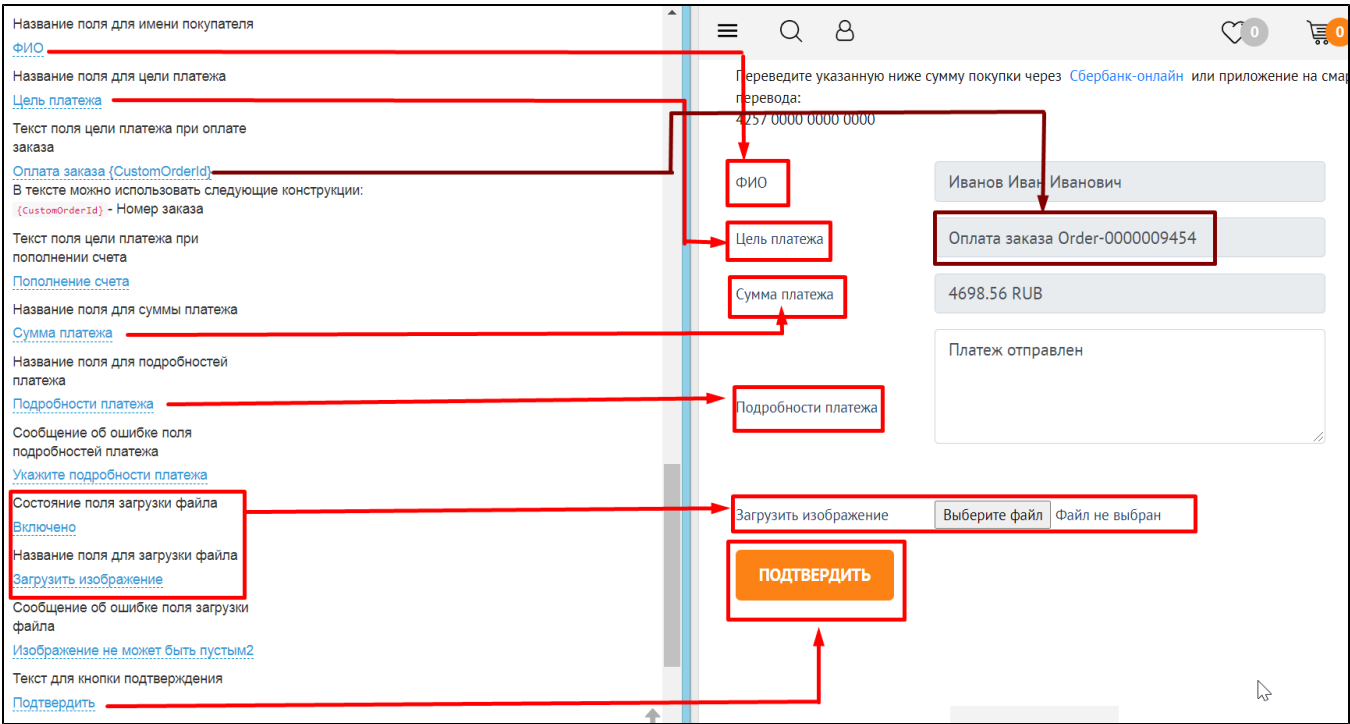 Название поля для имени покупателя
ФИО
Название поля для цели платежа
Цель платежа
Текст поля цели платежа при оплате
заказа
Оплата заказа {CustomOrderId}
В тексте можно использовать следующие конструкции:
{CustomOrderId} - Номер заказа
Текст поля цели платежа при
пополнении счета
Пополнение счета
Название поля для суммы платежа
Сумма платежа
Название поля для подробностей
платежа
Подробности платежа
Сообщение об ошибке поля
подробностей платежа
Укажите подробности платежа
Состояние поля загрузки файла
Включено
Название поля для загрузки файла
Загрузить изображение
Сообщение об ошибке поля загрузки
файла
Изображение не может быть пустым2
Текст для кнопки подтверждения
Подтвердить
0
0
Переведите указанную ниже сумму покупки через Сбербанк-онлайн или приложение на смар
перевода:
4257 0000 0000 0000
ФИО
Иванов Иван Иванович
Цель платежа
Оплата заказа Order-0000009454
Сумма платежа
4698.56 RUB
Платеж отправлен
Подробности платежа
Загрузить изображение
Выберите файл Файл не выбран
ПОДТВЕРДИТЬ